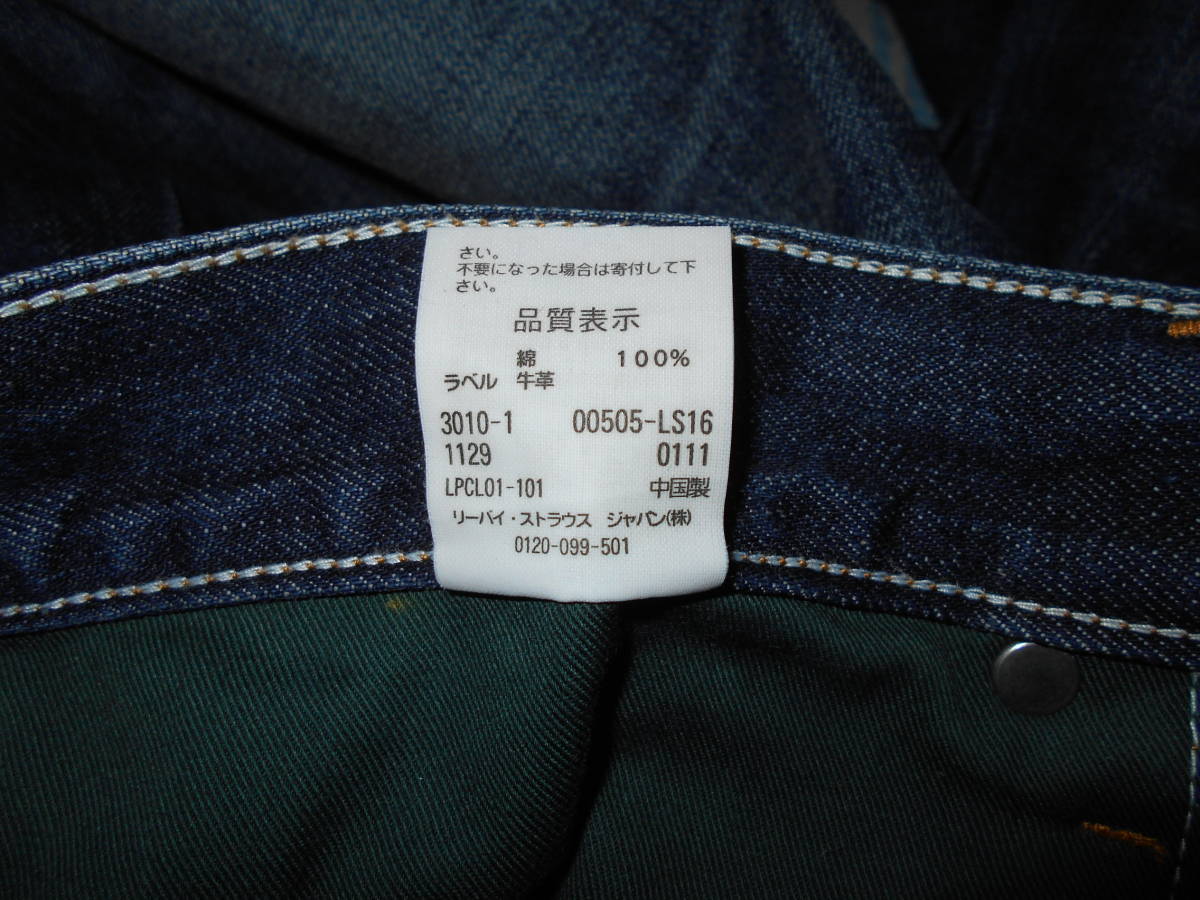 さい。
不要になった場合は寄付して下
さい。
品質表示
綿 100%
ラベル 牛革
3010-1 00505-LS16
1129 0111
LPCL01-101 中国製
リーバイ・ストラウス ジャパン(株)
0120-099-501